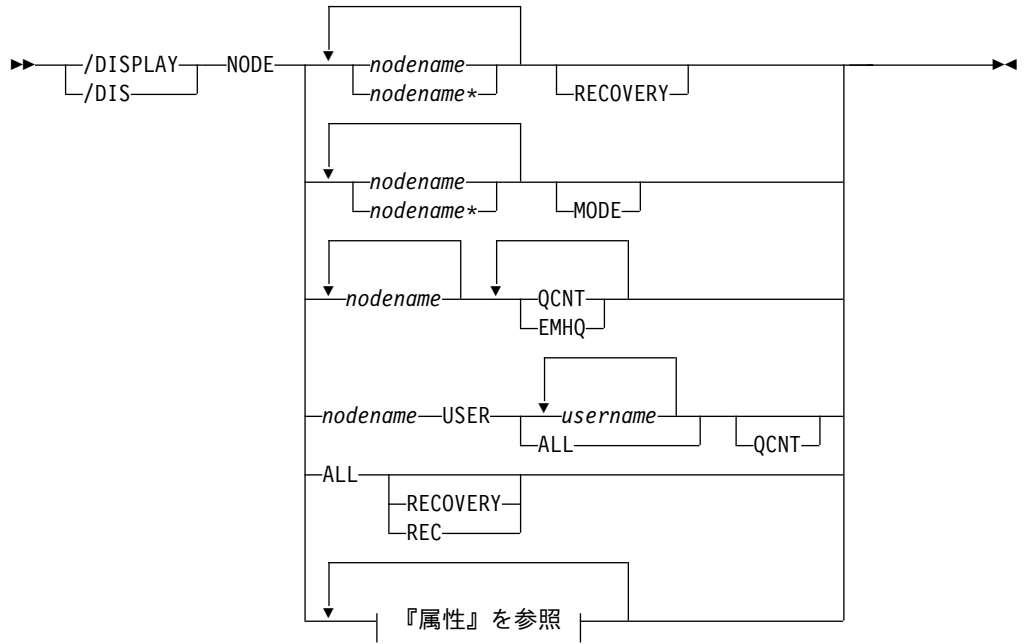 /DISPLAY NODE nodename
/DIS nodename* RECOVERY
nodename
nodename* MODE
nodename QCNT
EMHQ
nodename USER username
ALL QCNT
ALL
RECOVERY
REC
『属性』を参照